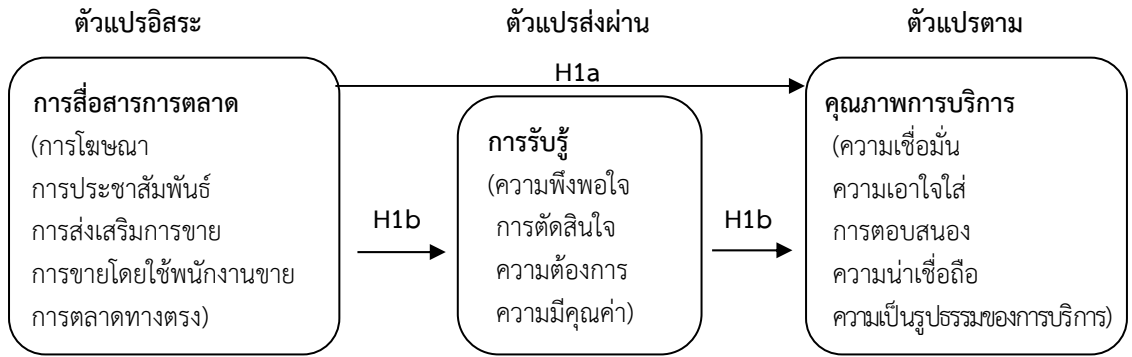 ตัวแปรอิสระ
ตัวแปรส่งผ่าน
ตัวแปรตาม
H1a
การสื่อสารการตลาด
(การโฆษณา
การประชาสัมพันธ์
การส่งเสริมการขาย
การขายโดยใช้พนักงานขาย
การตลาดทางตรง)
H1b
การรับรู้
(ความพึงพอใจ
การตัดสินใจ
ความต้องการ
ความมีคุณค่า)
H1b
คุณภาพการบริการ
(ความเชื่อมั่น
ความเอาใจใส่
การตอบสนอง
ความน่าเชื่อถือ
ความเป็นรูปธรรมของการบริการ)